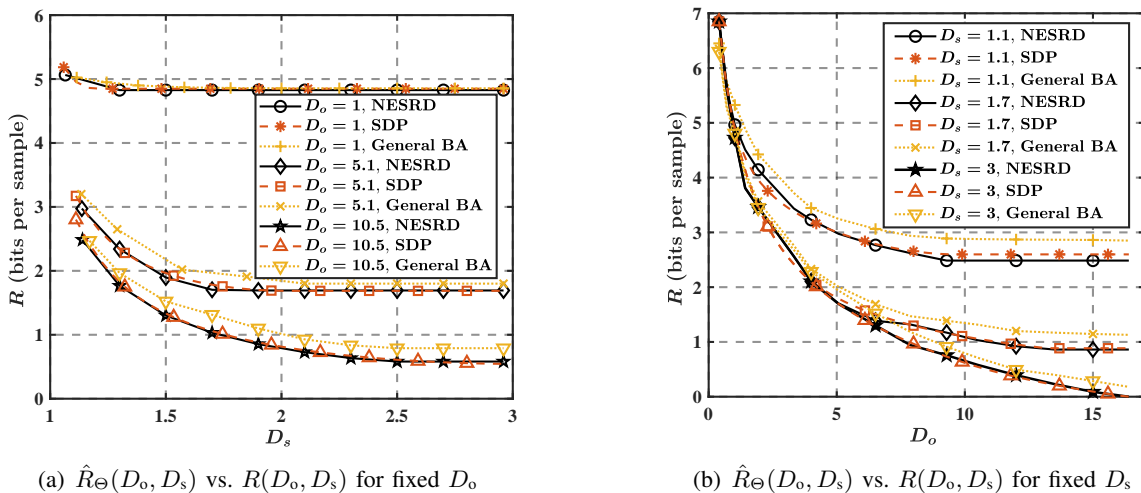 6
5
4
3
2
1
0
1
1.5
2
2.5
3
R (bits per sample)
D_s
D_o = 1, NESRD
D_o = 1, SDP
D_o = 1, General BA
D_o = 5.1, NESRD
D_o = 5.1, SDP
D_o = 5.1, General BA
D_o = 10.5, NESRD
D_o = 10.5, SDP
D_o = 10.5, General BA
(a) R̂_Θ(D_o, D_s) vs. R(D_o, D_s) for fixed D_o
7
6
5
4
3
2
1
0
0
5
10
15
R (bits per sample)
D_o
D_s = 1.1, NESRD
D_s = 1.1, SDP
D_s = 1.1, General BA
D_s = 1.7, NESRD
D_s = 1.7, SDP
D_s = 1.7, General BA
D_s = 3, NESRD
D_s = 3, SDP
D_s = 3, General BA
(b) R̂_Θ(D_o, D_s) vs. R(D_o, D_s) for fixed D_s